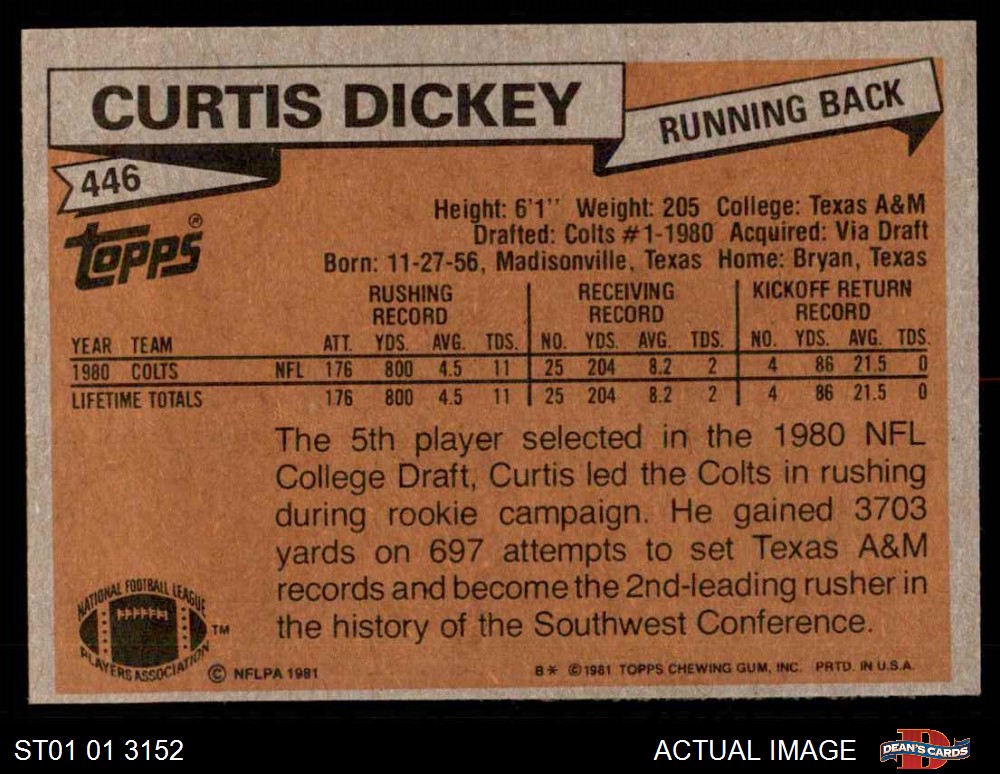 CURTIS DICKEY
RUNNING BACK
446
Topps®
Height: 6'1'' Weight: 205 College: Texas A&M
Drafted: Colts #1-1980 Acquired: Via Draft
Born: 11-27-56, Madisonville, Texas Home: Bryan, Texas
RUSHING RECORD RECEIVING RECORD KICKOFF RETURN RECORD
YEAR TEAM ATT. YDS. AVG. TDS. NO. YDS. AVG. TDS. NO. YDS. AVG. TDS.
1980 COLTS NFL 176 800 4.5 11 25 204 8.2 2 4 86 21.5 0
LIFETIME TOTALS 176 800 4.5 11 25 204 8.2 2 4 86 21.5 0
The 5th player selected in the 1980 NFL
College Draft, Curtis led the Colts in rushing
during rookie campaign. He gained 3703
yards on 697 attempts to set Texas A&M
records and become the 2nd-leading rusher in
the history of the Southwest Conference.
NATIONAL FOOTBALL LEAGUE
PLAYERS ASSOCIATION TM
© NFLPA 1981
B* ©1981 TOPPS CHEWING GUM, INC. PRTD. IN U.S.A.
ST01 01 3152
ACTUAL IMAGE
D
DEAN'S CARDS